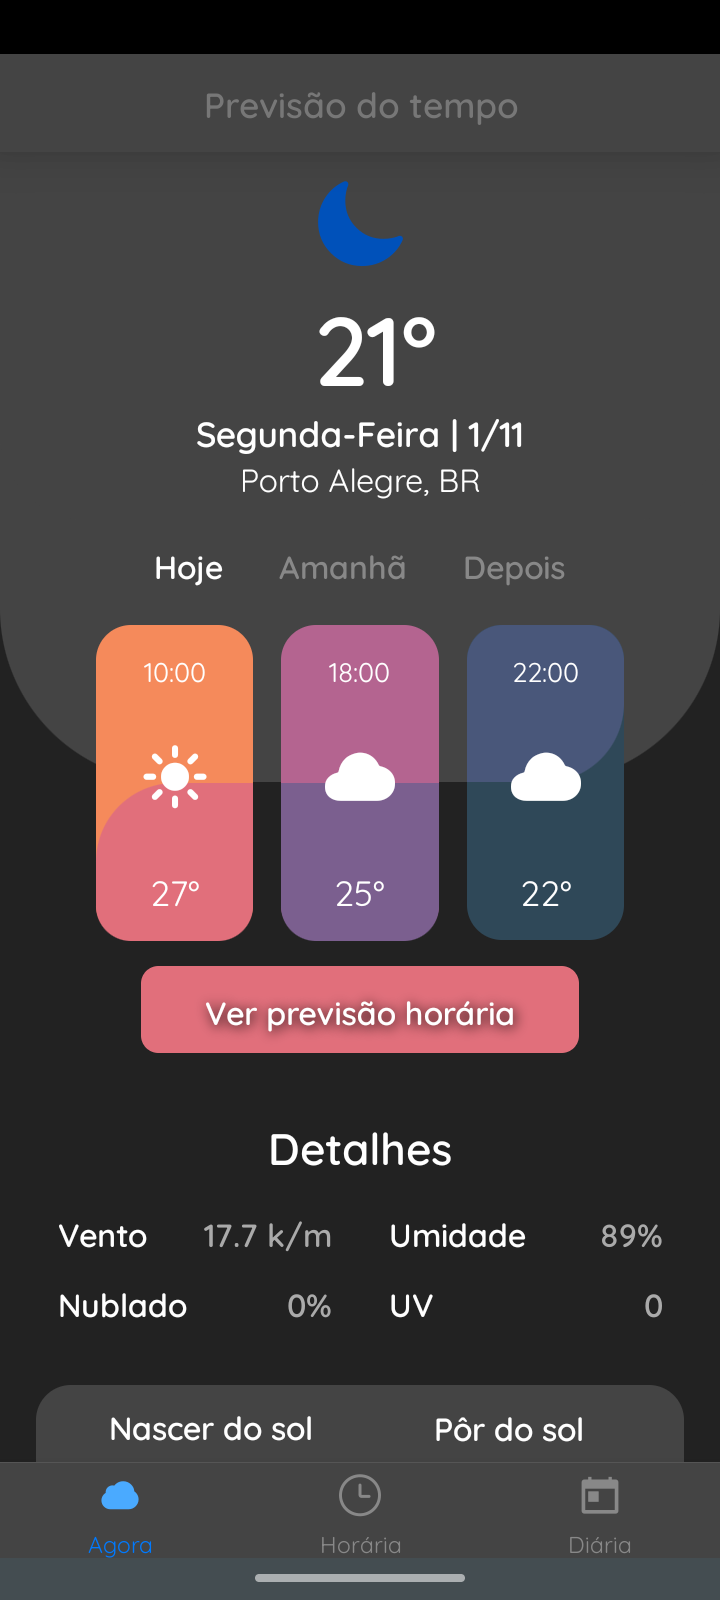 Previsão do tempo
21°
Segunda-Feira | 1/11
Porto Alegre, BR
Hoje Amanhã Depois
10:00 18:00 22:00
27° 25° 22°
Ver previsão horária
Detalhes
Vento 17.7 k/m Umidade 89%
Nublado 0% UV 0
Nascer do sol Pôr do sol
Agora Horária Diária